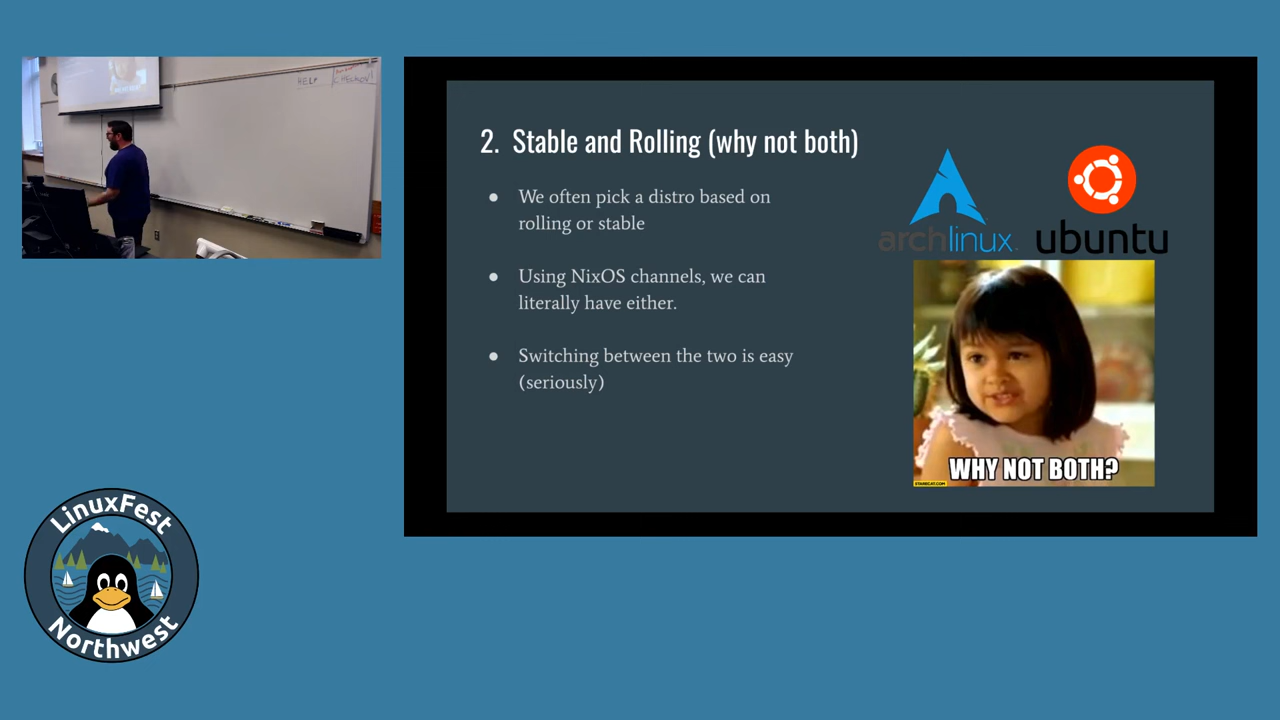 HELP
2. Stable and Rolling (why not both)
● We often pick a distro based on
rolling or stable
● Using NixOS channels, we can
literally have either.
● Switching between the two is easy
(seriously)
archlinux
ubuntu
WHY NOT BOTH?
LinuxFest
Northwest